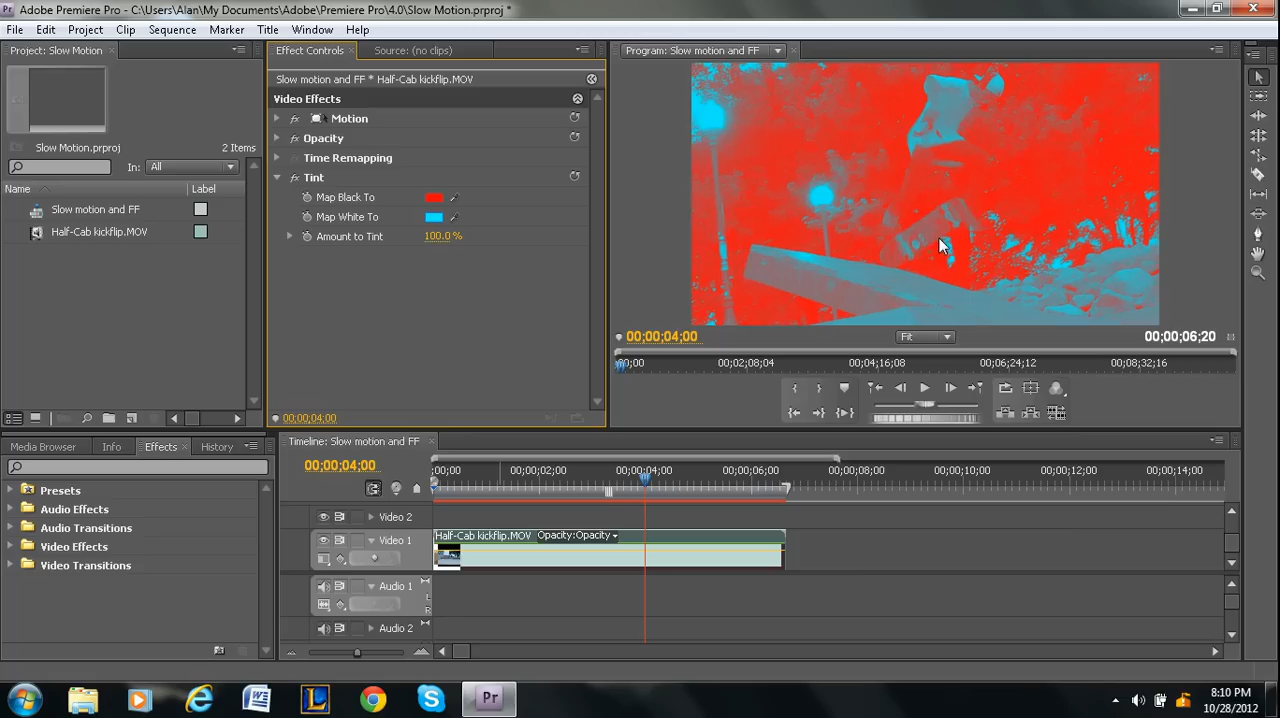 Adobe Premiere Pro - C:\Users\Alan\My Documents\Adobe\Premiere Pro\4.0\Slow Motion.prproj *
File Edit Project Clip Sequence Marker Title Window Help
Project: Slow Motion
Slow Motion.prproj 2 Items
In: All
Name Label
Slow motion and FF
Half-Cab kickflip.MOV
Effect Controls Source: (no clips)
Slow motion and FF * Half-Cab kickflip.MOV
Video Effects
fx Motion
fx Opacity
Time Remapping
fx Tint
Map Black To
Map White To
Amount to Tint 100.0 %
00;00;04;00
Program: Slow motion and FF
00;00;04;00 Fit 00;00;06;20
00;00 00;02;08;04 00;04;16;08 00;06;24;12 00;08;32;16
Media Browser Info Effects History
Presets
Audio Effects
Audio Transitions
Video Effects
Video Transitions
Timeline: Slow motion and FF
00;00;04;00
;00;00 00;00;02;00 00;00;04;00 00;00;06;00 00;00;08;00 00;00;10;00 00;00;12;00 00;00;14;00
Video 2
Video 1
Half-Cab kickflip.MOV Opacity:Opacity
Audio 1
L
R
Audio 2
W L S Pr
8:10 PM
10/28/2012